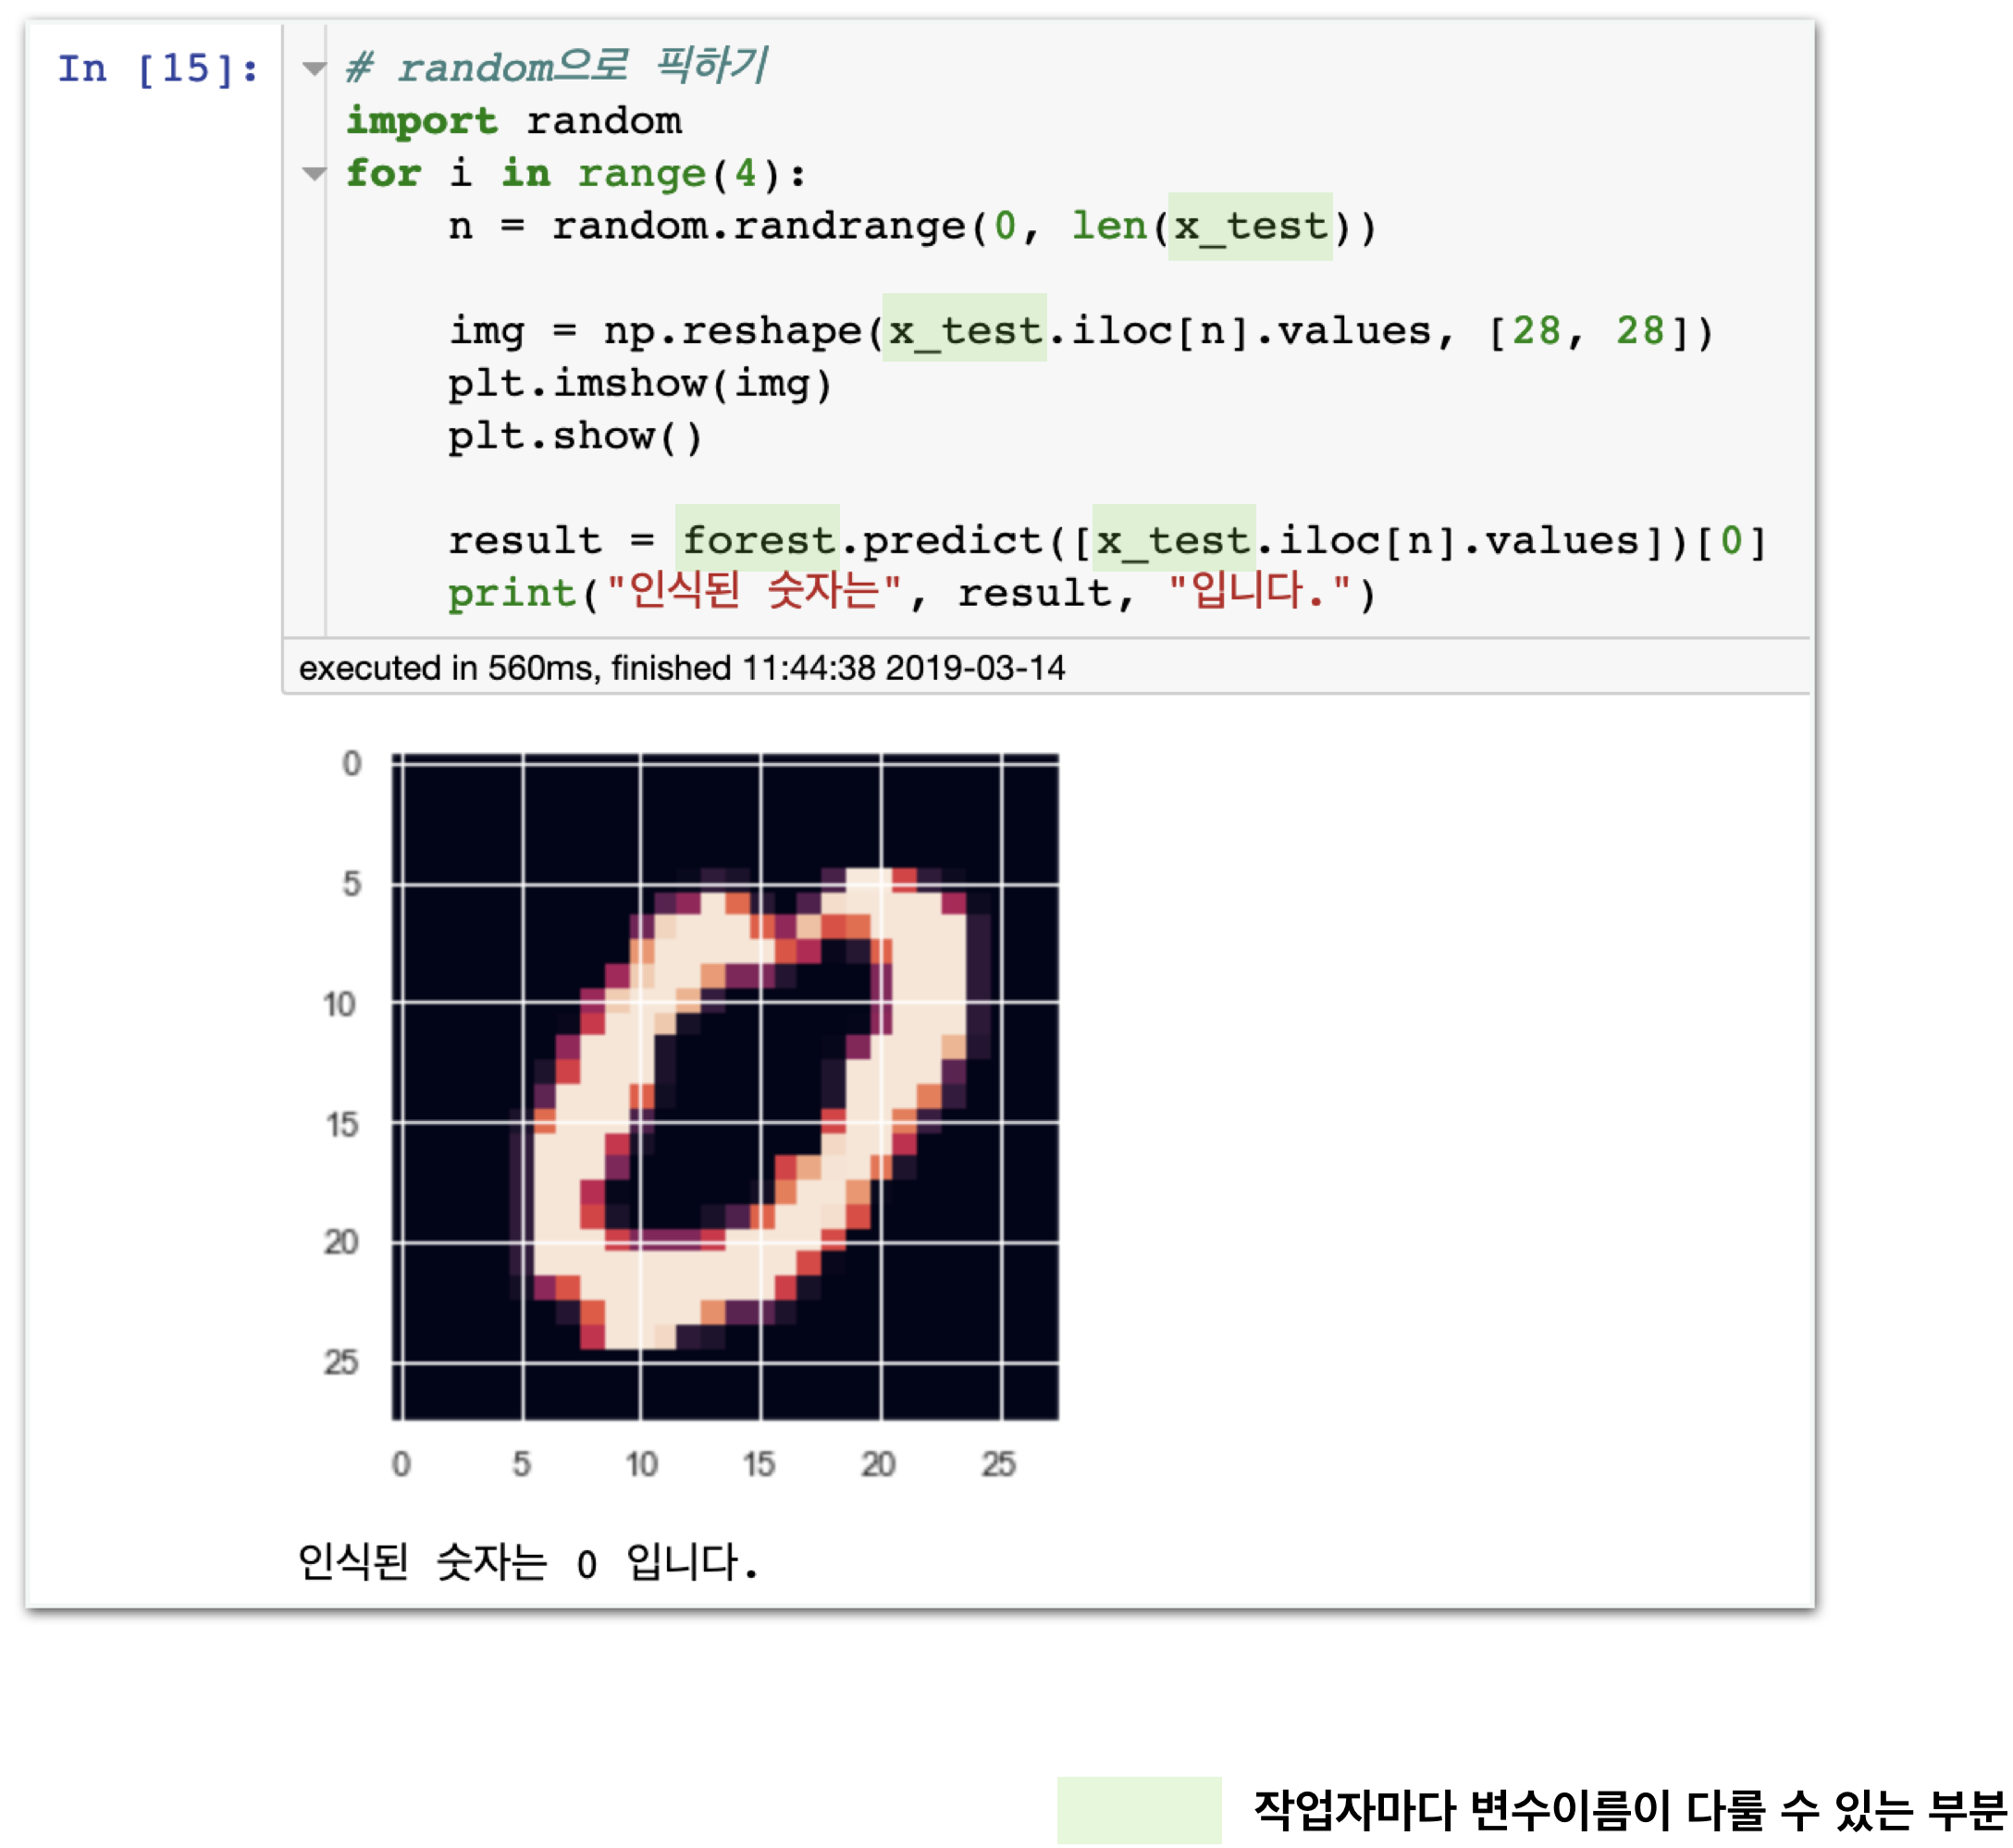 In [15]:
# random으로 픽하기
import random
for i in range(4):
    n = random.randrange(0, len(x_test))
    img = np.reshape(x_test.iloc[n].values, [28, 28])
    plt.imshow(img)
    plt.show()
    result = forest.predict([x_test.iloc[n].values])[0]
    print("인식된 숫자는", result, "입니다.")
executed in 560ms, finished 11:44:38 2019-03-14
0
5
10
15
20
25
0 5 10 15 20 25
인식된 숫자는 0 입니다.
작업자마다 변수이름이 다룰 수 있는 부분